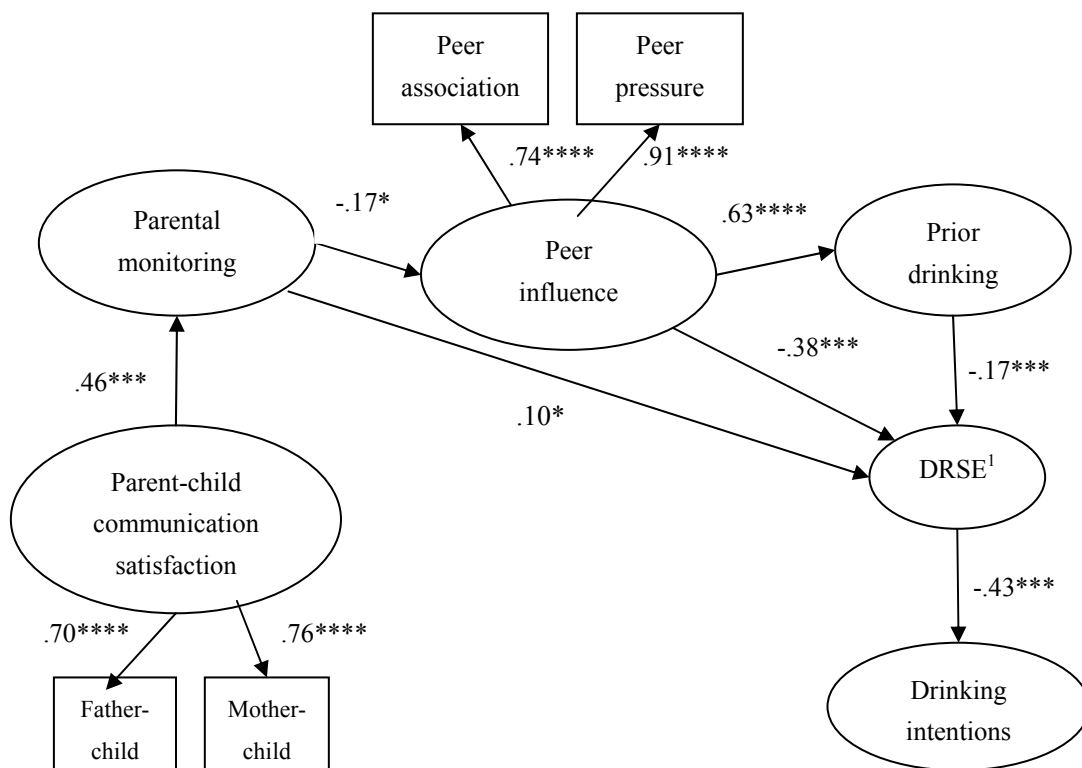 Peer
association
Peer
pressure
.74****
.91****
-.17*
Parental
monitoring
Peer
influence
.63****
Prior
drinking
-.38***
-.17***
.46***
.10*
DRSE1
Parent-child
communication
satisfaction
-.43***
.70****
.76****
Father-
child
Mother-
child
Drinking
intentions